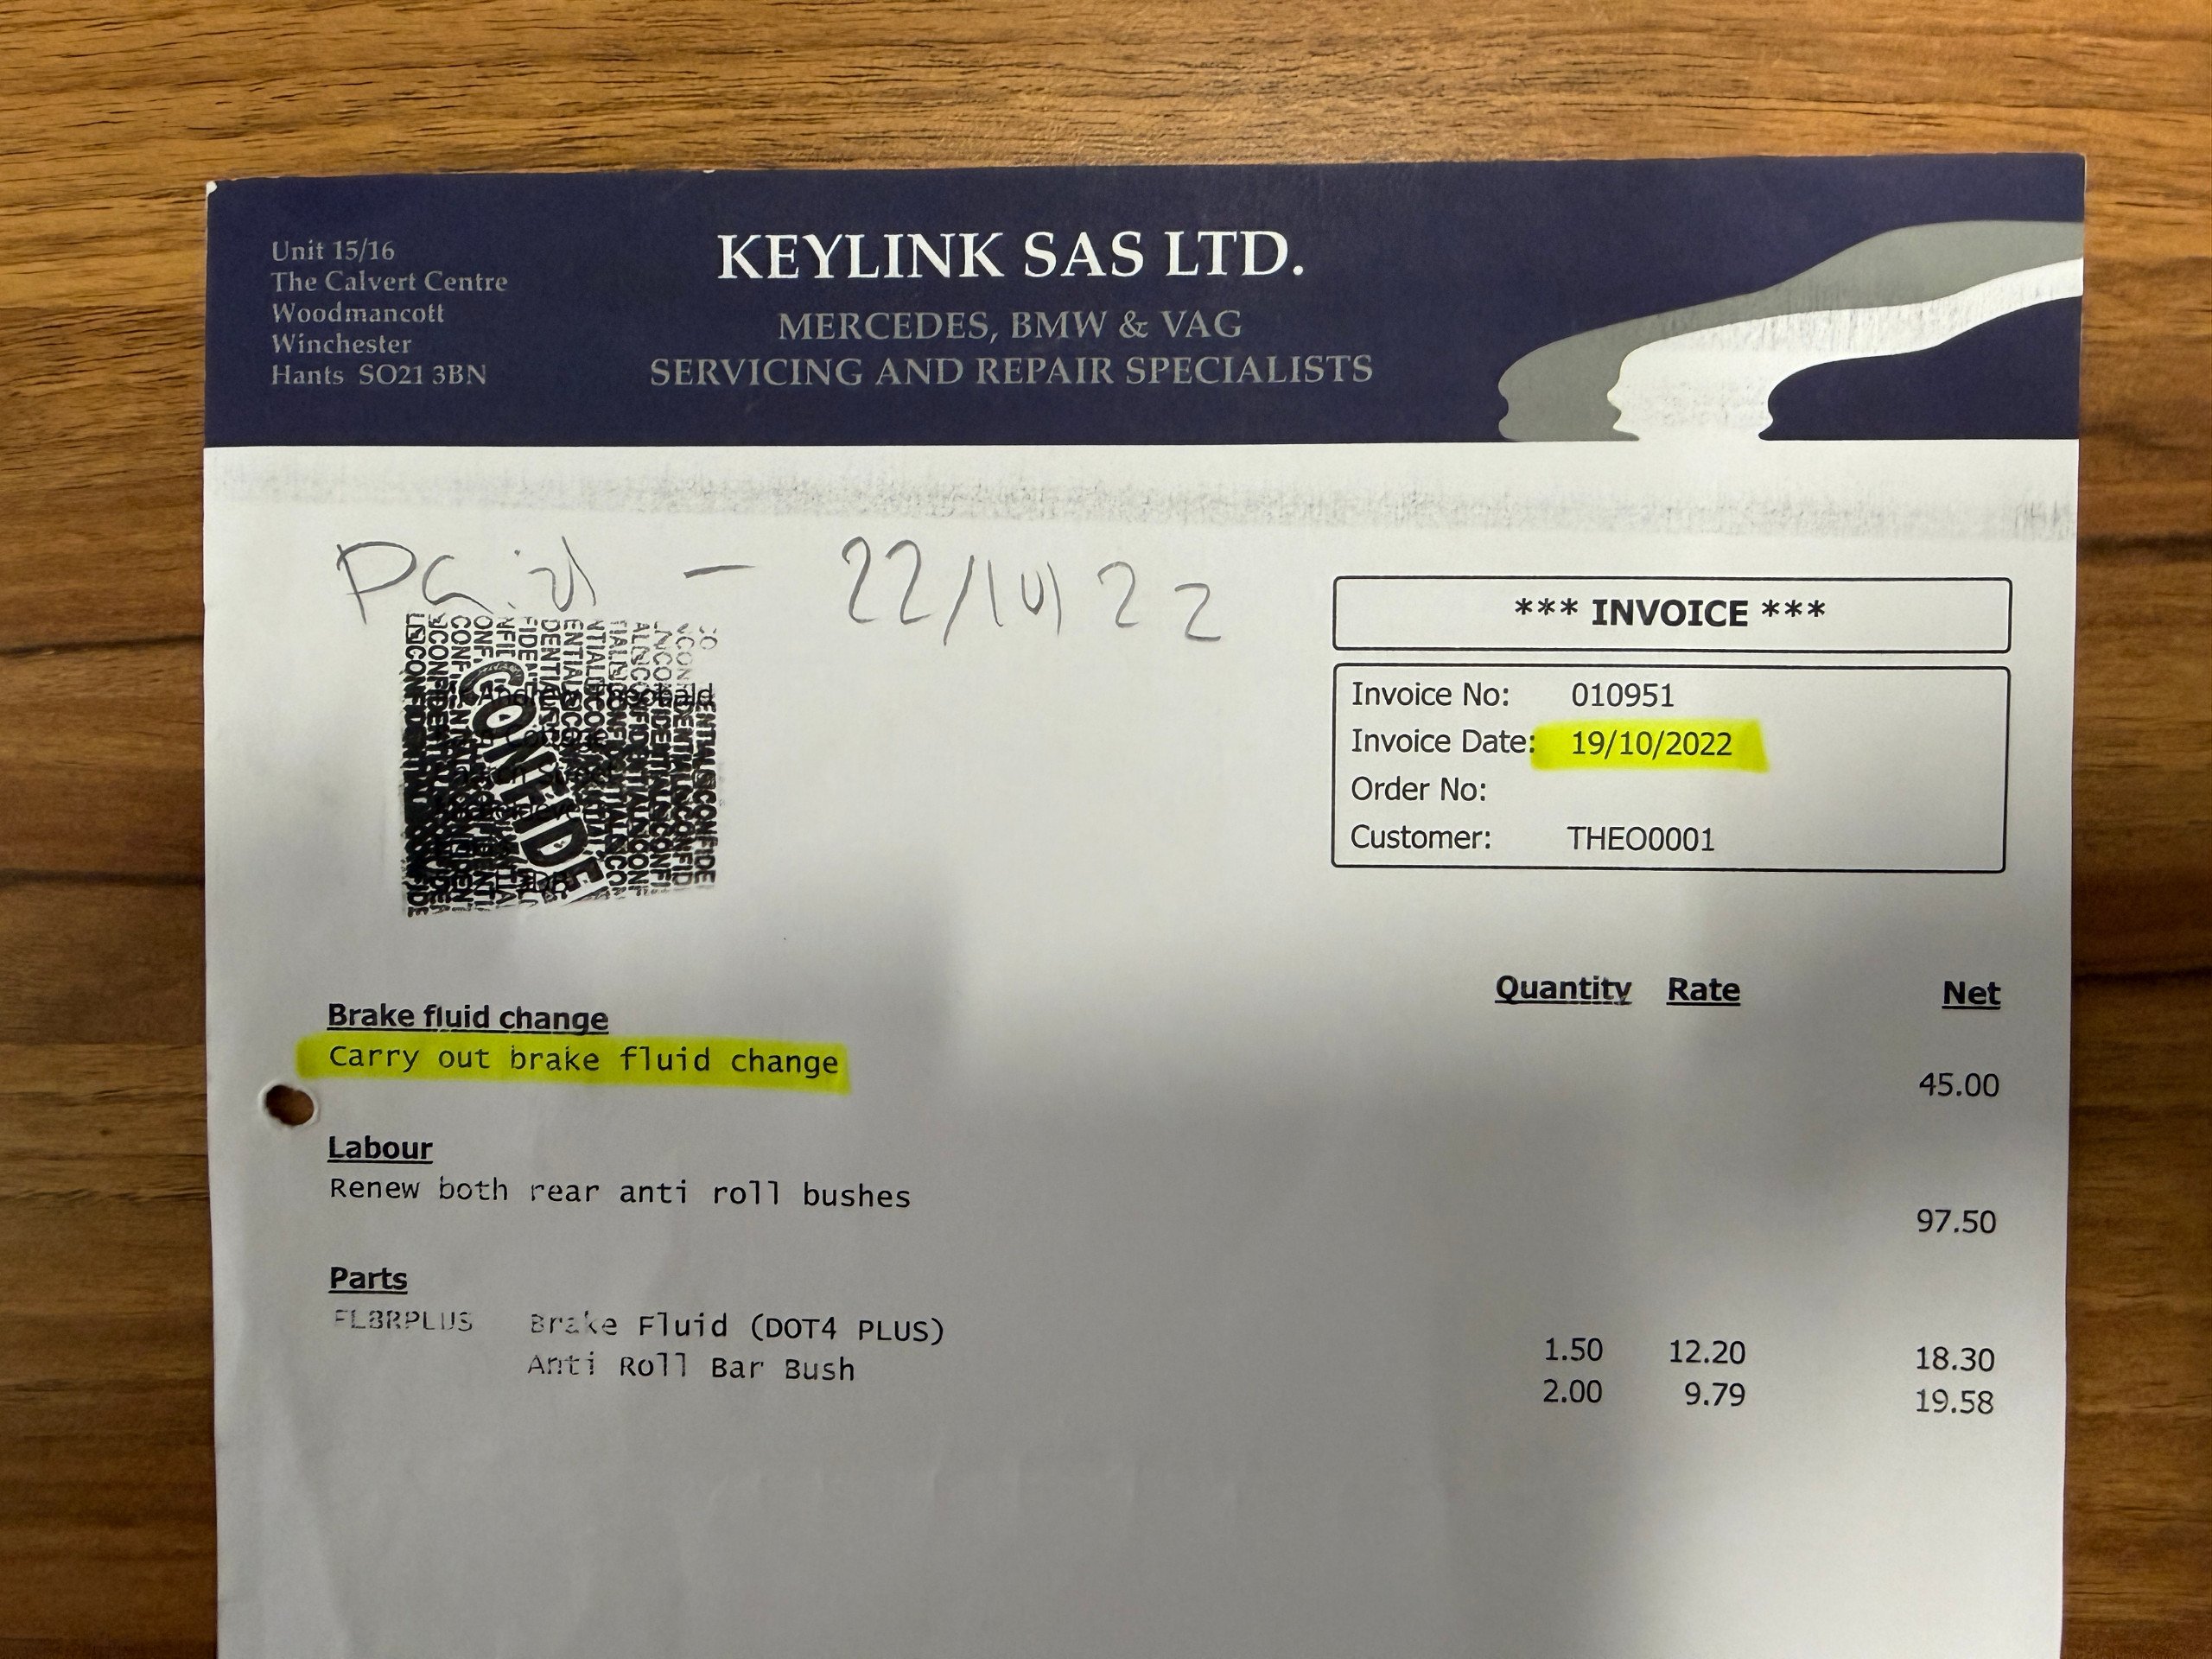 Unit 15/16
The Calvert Centre
Woodmancott
Winchester
Hants SO21 3BN
KEYLINK SAS LTD.
MERCEDES, BMW & VAG
SERVICING AND REPAIR SPECIALISTS
Paid - 22/10/22
*** INVOICE ***
Invoice No: 010951
Invoice Date: 19/10/2022
Order No:
Customer: THEO0001
CONFIDE
Quantity Rate Net
Brake fluid change
Carry out brake fluid change
45.00
Labour
Renew both rear anti roll bushes
97.50
Parts
FLBRPLUS Brake Fluid (DOT4 PLUS) 1.50 12.20 18.30
Anti Roll Bar Bush 2.00 9.79 19.58